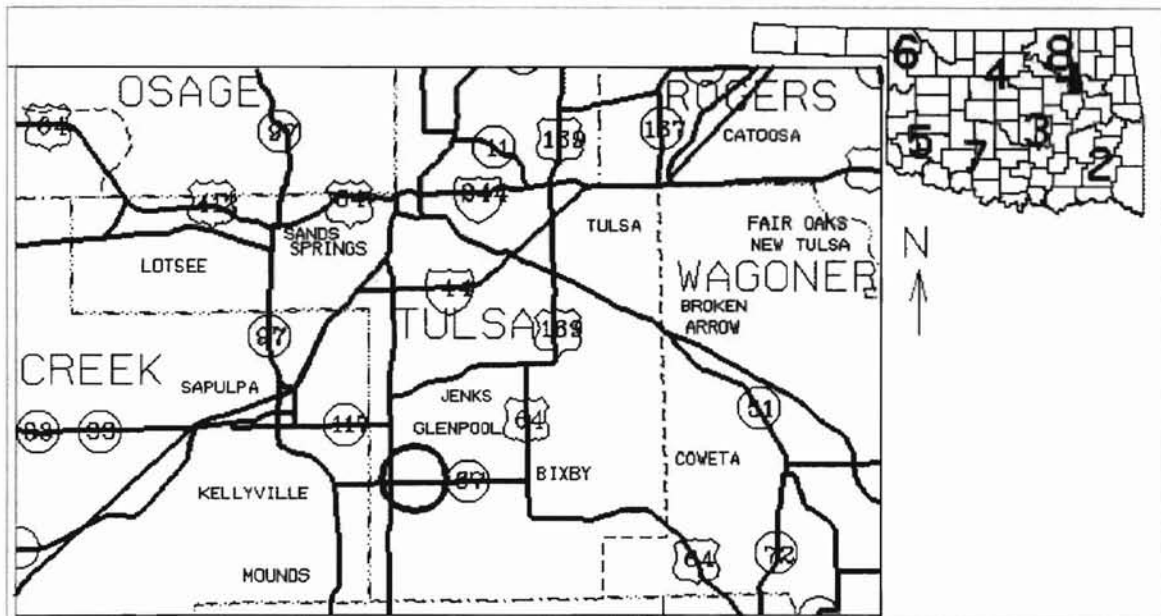 OSAGE
ROGERS
6
8
4
64
97
11
169
167
CATOOSA
5
7
3
2
412
64
244
SANDS
SPRINGS
TULSA
FAIR OAKS
NEW TULSA
N
LOTSEE
44
WAGONER
BROKEN
ARROW
97
TULSA
169
CREEK
SAPULPA
JENKS
GLENPOOL
64
51
33
117
COWETA
KELLYVILLE
67
BIXBY
MOUNDS
64
72